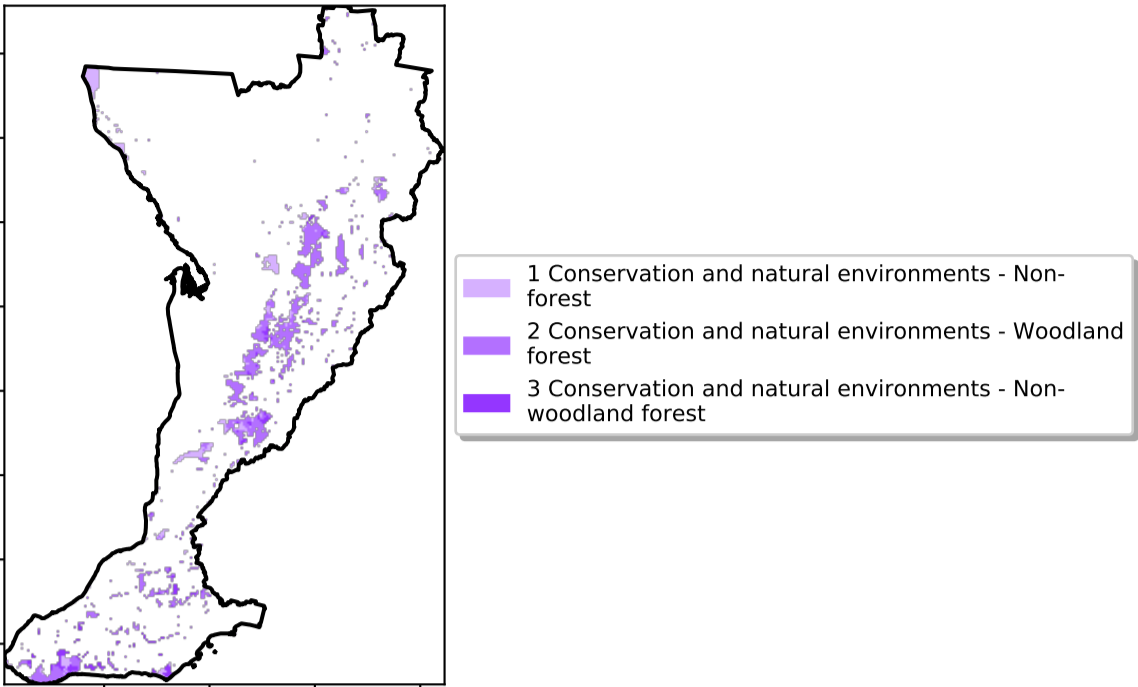 1 Conservation and natural environments - Non-
forest
2 Conservation and natural environments - Woodland
forest
3 Conservation and natural environments - Non-
woodland forest